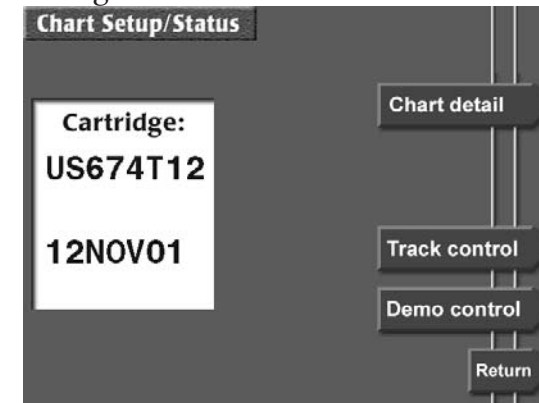 Chart Setup/Status
Cartridge:
US674T12
12NOV01
Chart detail
Track control
Demo control
Return